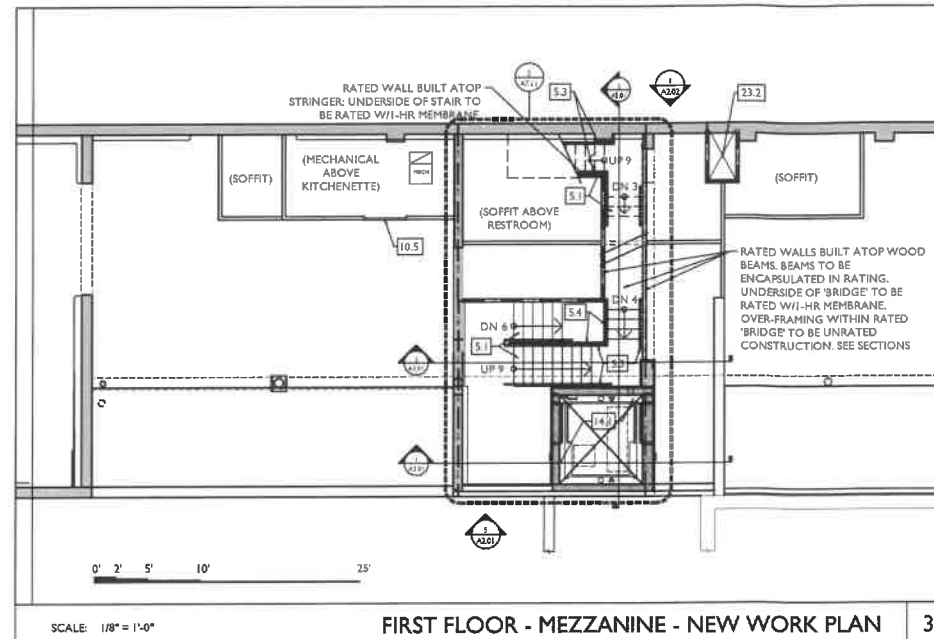 RATED WALL BUILT ATOP
STRINGER; UNDERSIDE OF STAIR TO
BE RATED W/1-HR MEMBRANE.
5.3
A2.02
23.2
(MECHANICAL
ABOVE
KITCHENETTE)
MECH
(SOFFIT)
UP 9
DN 3
(SOFFIT)
5.1
(SOFFIT ABOVE
RESTROOM)
10.5
RATED WALLS BUILT ATOP WOOD
BEAMS. BEAMS TO BE
ENCAPSULATED IN RATING.
UNDERSIDE OF 'BRIDGE' TO BE
RATED W/1-HR MEMBRANE.
OVER-FRAMING WITHIN RATED
'BRIDGE' TO BE UNRATED
CONSTRUCTION. SEE SECTIONS
DN 4
5.4
DN 6
5.1
UP 9
5
A2.01
0' 2' 5' 10' 25'
SCALE: 1/8" = 1'-0"
FIRST FLOOR - MEZZANINE - NEW WORK PLAN
3